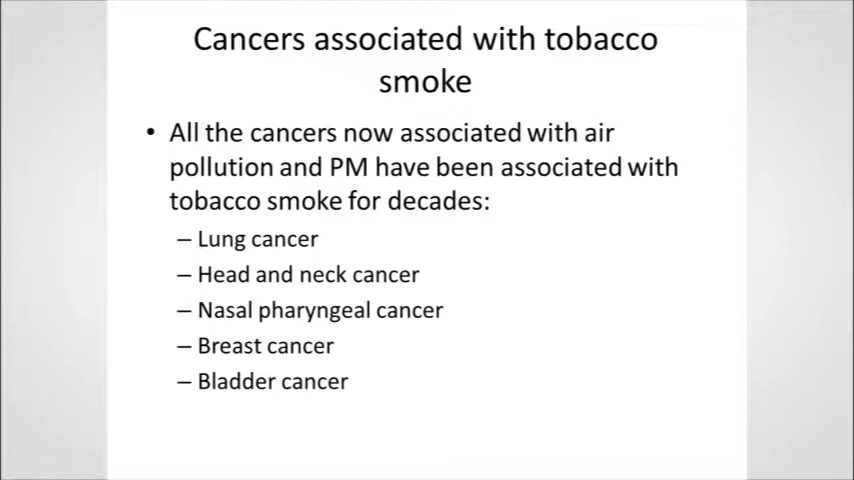 Cancers associated with tobacco
smoke
• All the cancers now associated with air
pollution and PM have been associated with
tobacco smoke for decades:
– Lung cancer
– Head and neck cancer
– Nasal pharyngeal cancer
– Breast cancer
– Bladder cancer